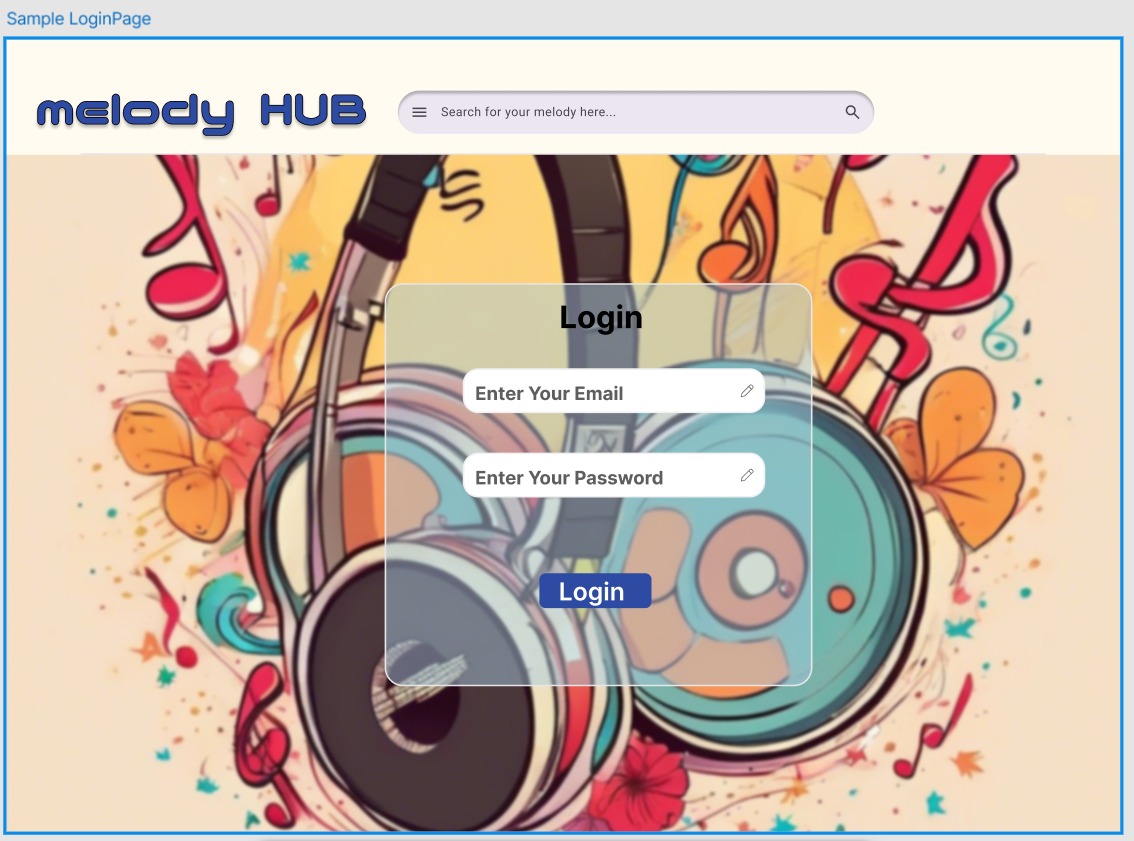 Sample LoginPage
melody HUB
Search for your melody here...
Login
Enter Your Email
Enter Your Password
Login